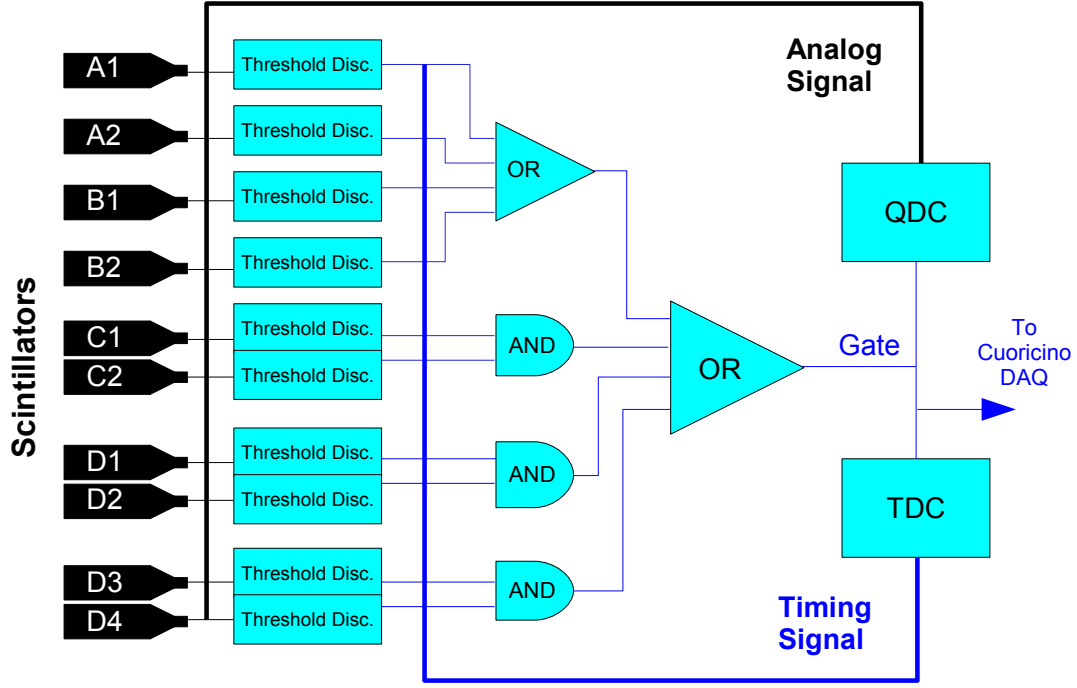 Scintillators
A1
A2
B1
B2
C1
C2
D1
D2
D3
D4
Threshold Disc.
Threshold Disc.
Threshold Disc.
Threshold Disc.
Threshold Disc.
Threshold Disc.
Threshold Disc.
Threshold Disc.
Threshold Disc.
Threshold Disc.
OR
AND
AND
AND
OR
Analog
Signal
QDC
Gate
To
Cuoricino
DAQ
TDC
Timing
Signal